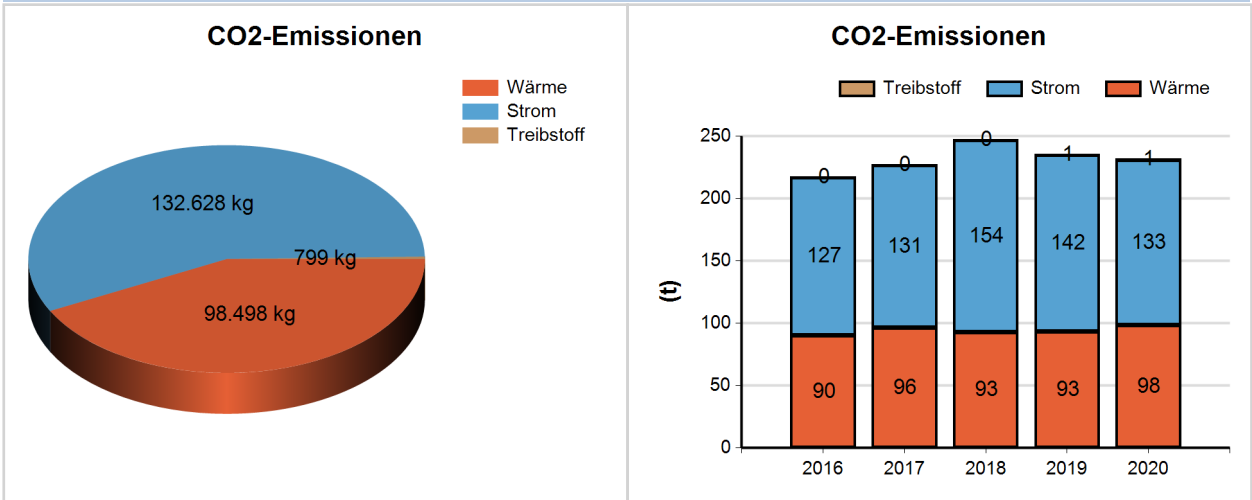 CO2-Emissionen
Wärme
Strom
Treibstoff
132.628 kg
799 kg
98.498 kg
CO2-Emissionen
Treibstoff Strom Wärme
250
200
150
100
50
0
(t)
0 0 0 1 1
127 131 154 142 133
90 96 93 93 98
2016 2017 2018 2019 2020